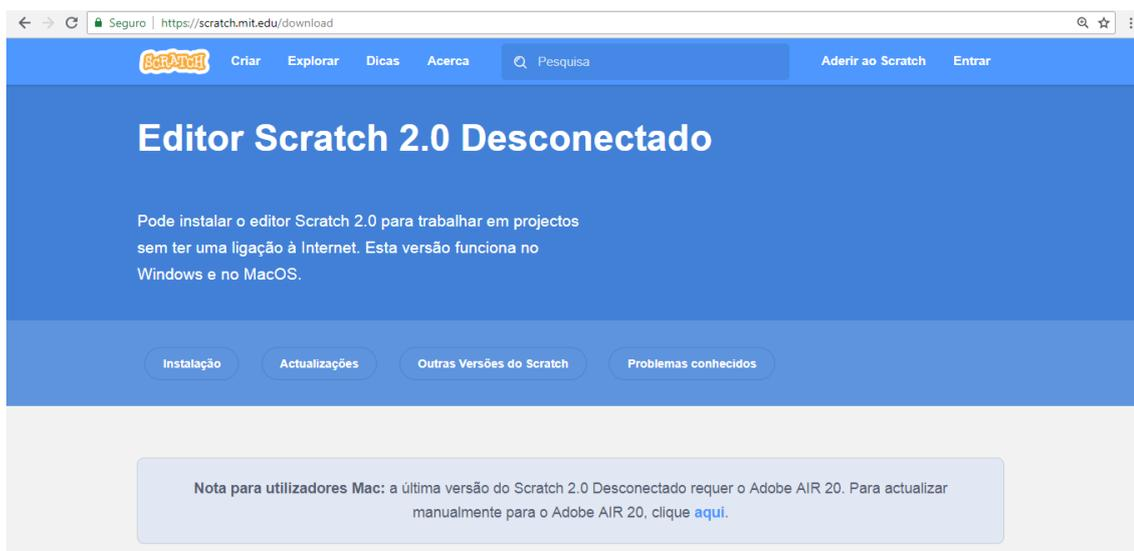 Seguro | https://scratch.mit.edu/download
SCRATCH Criar Explorar Dicas Acerca Pesquisa Aderir ao Scratch Entrar
Editor Scratch 2.0 Desconectado
Pode instalar o editor Scratch 2.0 para trabalhar em projectos
sem ter uma ligação à Internet. Esta versão funciona no
Windows e no MacOS.
Instalação Actualizações Outras Versões do Scratch Problemas conhecidos
Nota para utilizadores Mac: a última versão do Scratch 2.0 Desconectado requer o Adobe AIR 20. Para actualizar
manualmente para o Adobe AIR 20, clique aqui.